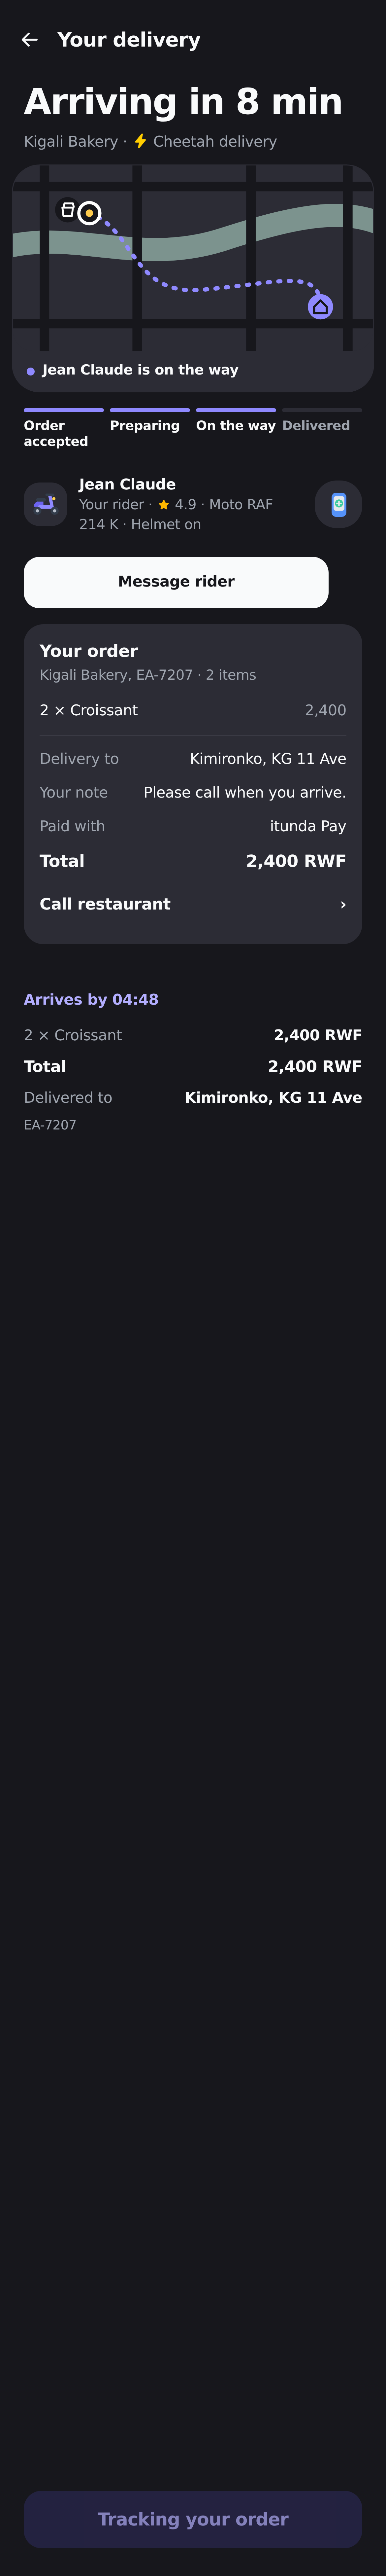 Your delivery
Arriving in 8 min
Kigali Bakery · Cheetah delivery
Jean Claude is on the way
Order accepted
Preparing
On the way
Delivered
Jean Claude
Your rider · 4.9 · Moto RAF
214 K · Helmet on
Message rider
Your order
Kigali Bakery, EA-7207 · 2 items
2 × Croissant 2,400
Delivery to Kimironko, KG 11 Ave
Your note Please call when you arrive.
Paid with itunda Pay
Total 2,400 RWF
Call restaurant ›
Arrives by 04:48
2 × Croissant 2,400 RWF
Total 2,400 RWF
Delivered to Kimironko, KG 11 Ave
EA-7207
Tracking your order